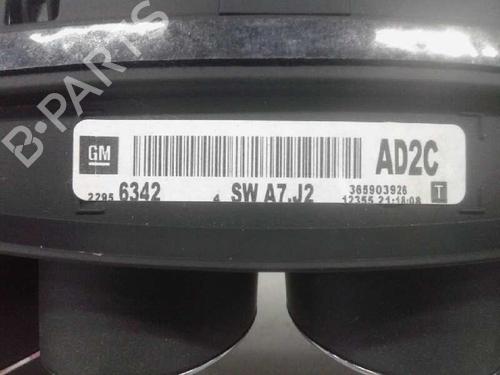 B-PARTS
GM
AD2C
2295 6342 4 SW A7.J2 365903926
12355 21:18:08 T